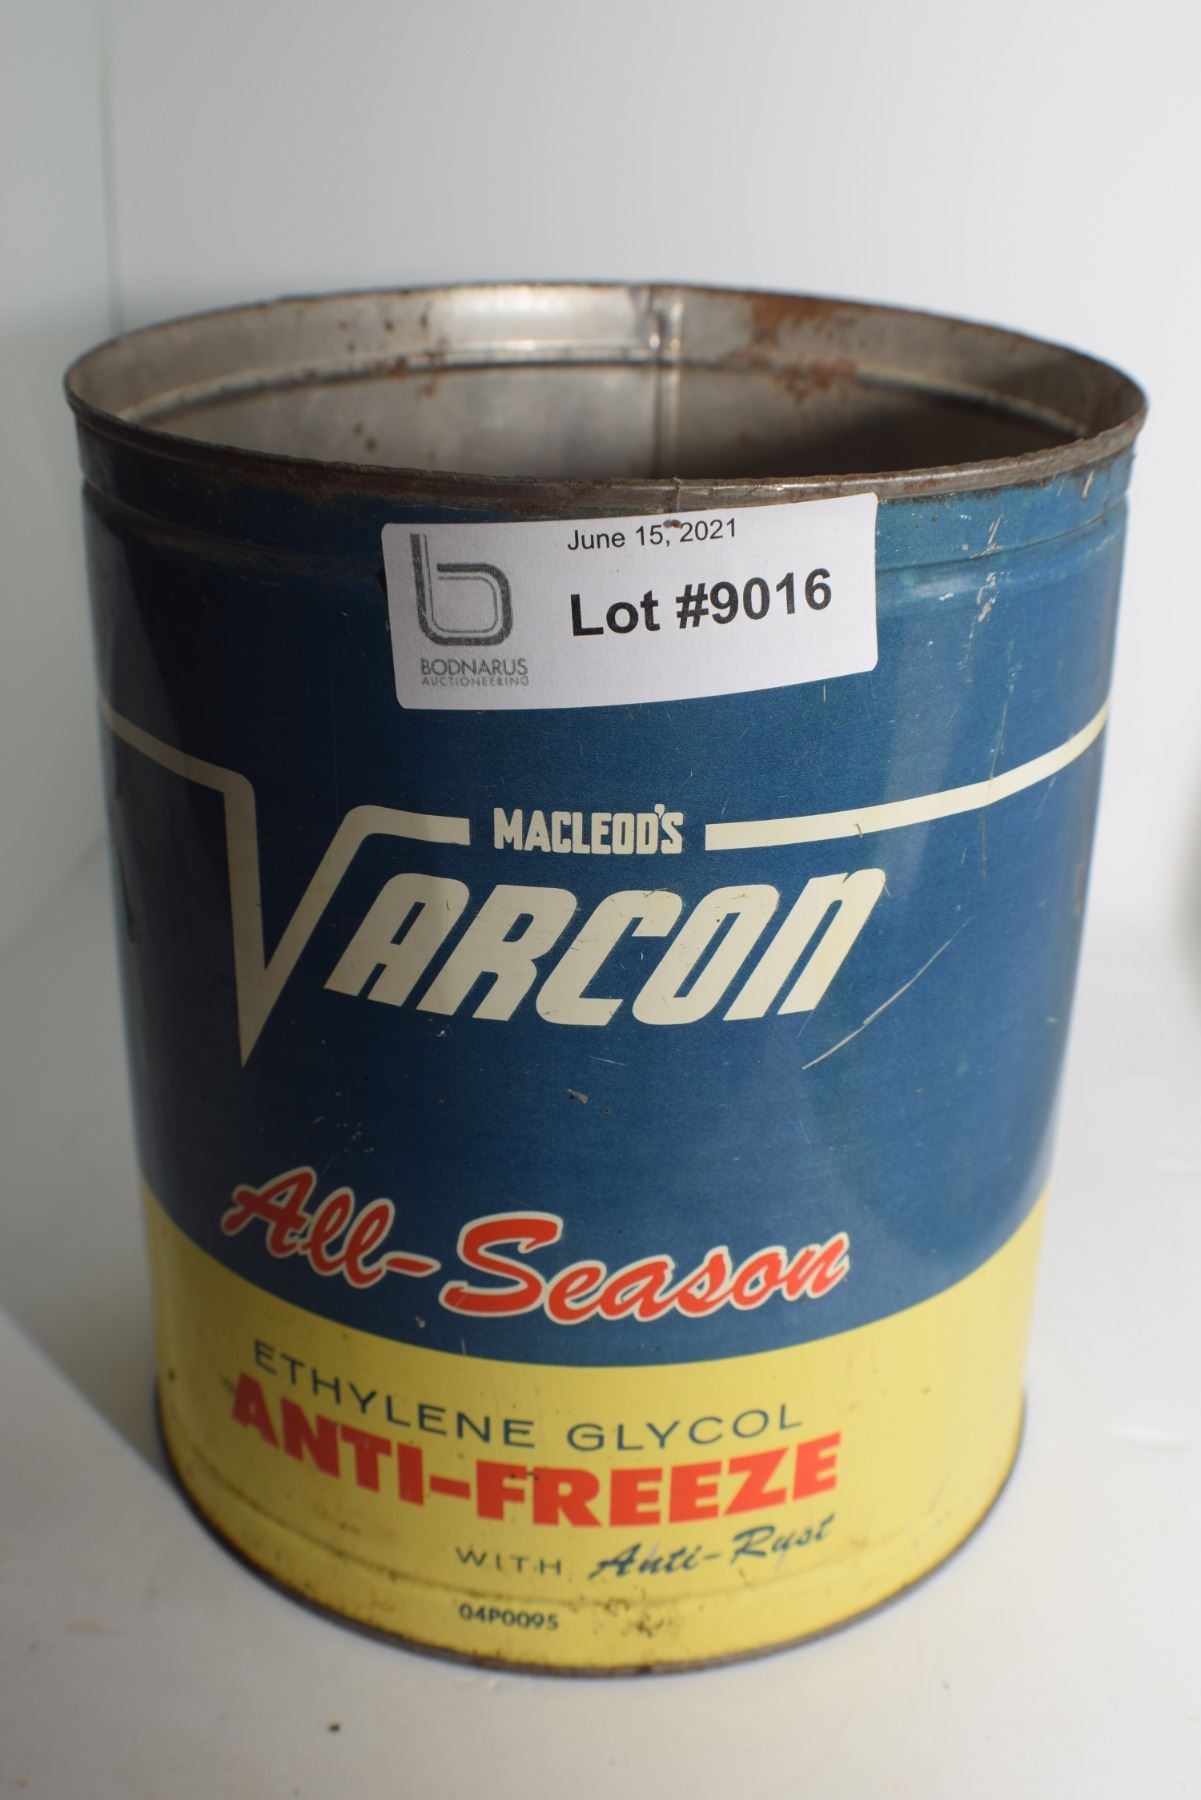 June 15, 2021
Lot #9016
BODNARUS
AUCTIONEERING
MACLEOD'S
VARCON
All-Season
ETHYLENE GLYCOL
ANTI-FREEZE
WITH Anti-Rust
04P0095